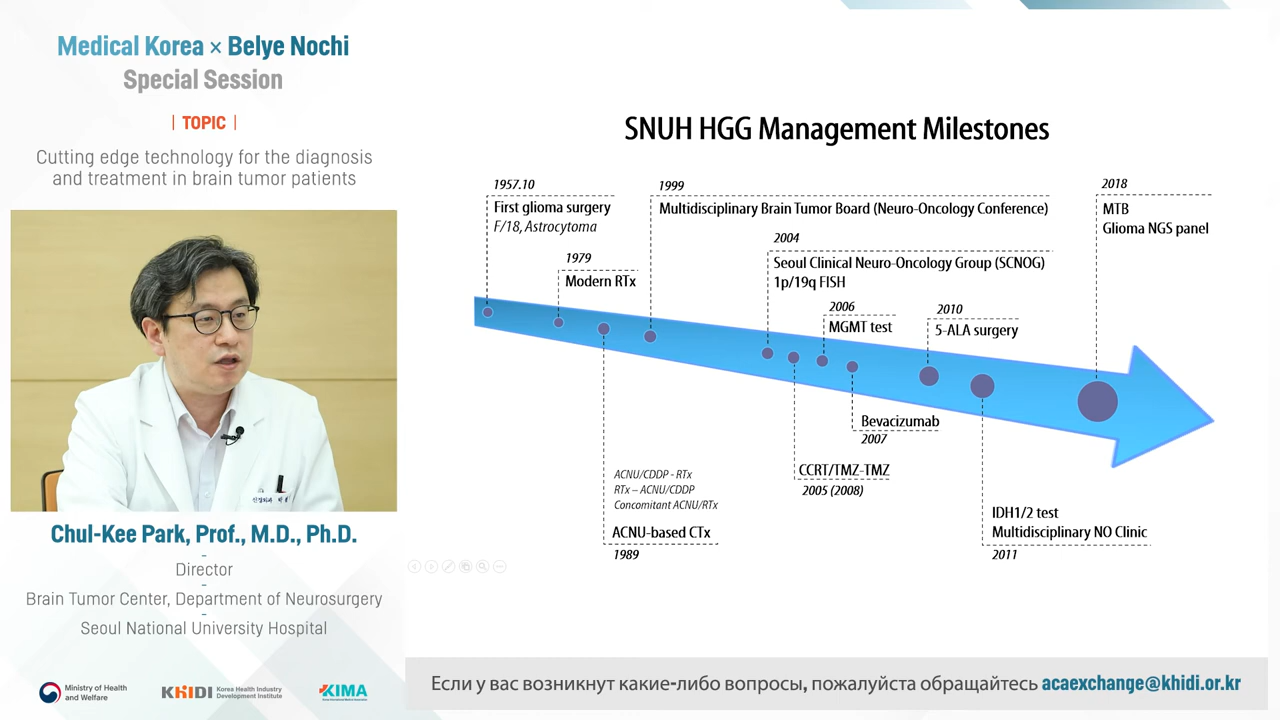 Medical Korea × Belye Nochi
Special Session
| TOPIC |
Cutting edge technology for the diagnosis
and treatment in brain tumor patients
Chul-Kee Park, Prof., M.D., Ph.D.
Director
Brain Tumor Center, Department of Neurosurgery
Seoul National University Hospital
Ministry of Health
and Welfare
KHIDI
Korea Health Industry
Development Institute
KIMA
SNUH HGG Management Milestones
1957.10
First glioma surgery
F/18, Astrocytoma
1979
Modern RTx
1999
Multidisciplinary Brain Tumor Board (Neuro-Oncology Conference)
2004
Seoul Clinical Neuro-Oncology Group (SCNOG)
1p/19q FISH
2006
MGMT test
2010
5-ALA surgery
2018
MTB
Glioma NGS panel
ACNU/CDDP - RTx
RTx – ACNU/CDDP
Concomitant ACNU/RTx
ACNU-based CTx
1989
CCRT/TMZ-TMZ
2005 (2008)
Bevacizumab
2007
IDH1/2 test
Multidisciplinary NO Clinic
2011
Если у вас возникнут какие-либо вопросы, пожалуйста обращайтесь acaexchange@khidi.or.kr